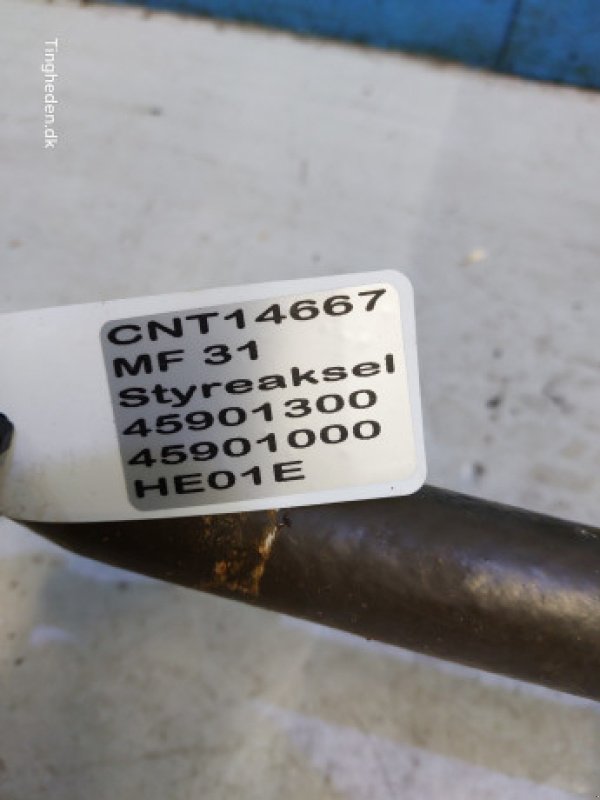 Tingheden.dk
CNT14667
MF 31
Styreaksel
45901300
45901000
HE01E